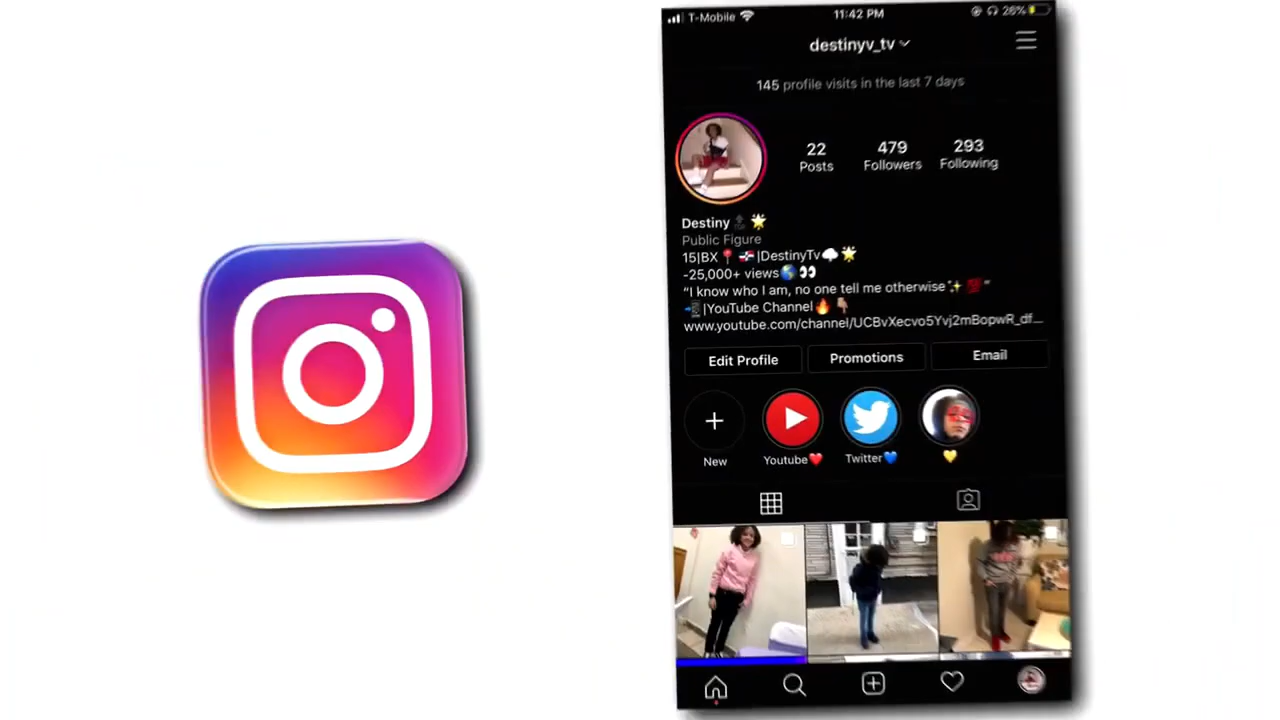 T-Mobile 11:42 PM 26%
destinyv_tv
145 profile visits in the last 7 days
22 479 293
Posts Followers Following
Destiny 🔝 🌟
Public Figure
15|BX📍 🇩🇴|DestinyTv🌩🌟
-25,000+ views🌎👀
“I know who I am, no one tell me otherwise✨ 💯”
📲|YouTube Channel🔥 👇🏽
www.youtube.com/channel/UCBvXecvo5Yvj2mBopwR_df...
Edit Profile Promotions Email
New Youtube❤️ Twitter💙 💛